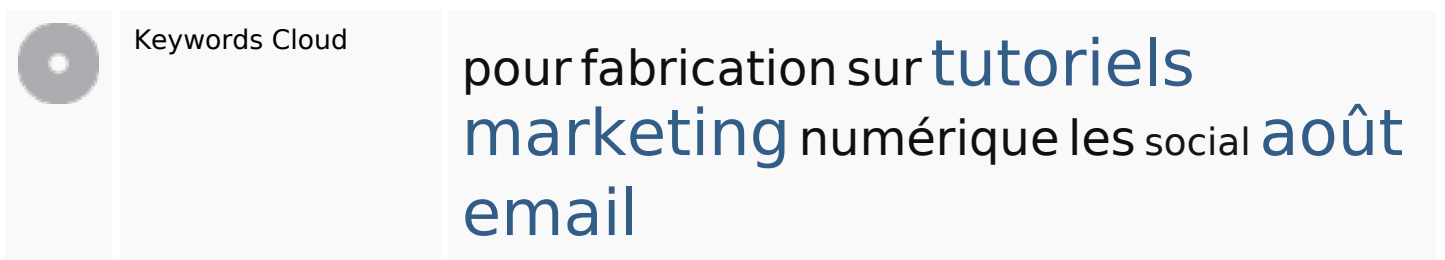 Keywords Cloud
pour fabrication sur tutoriels
marketing numérique les social août
email